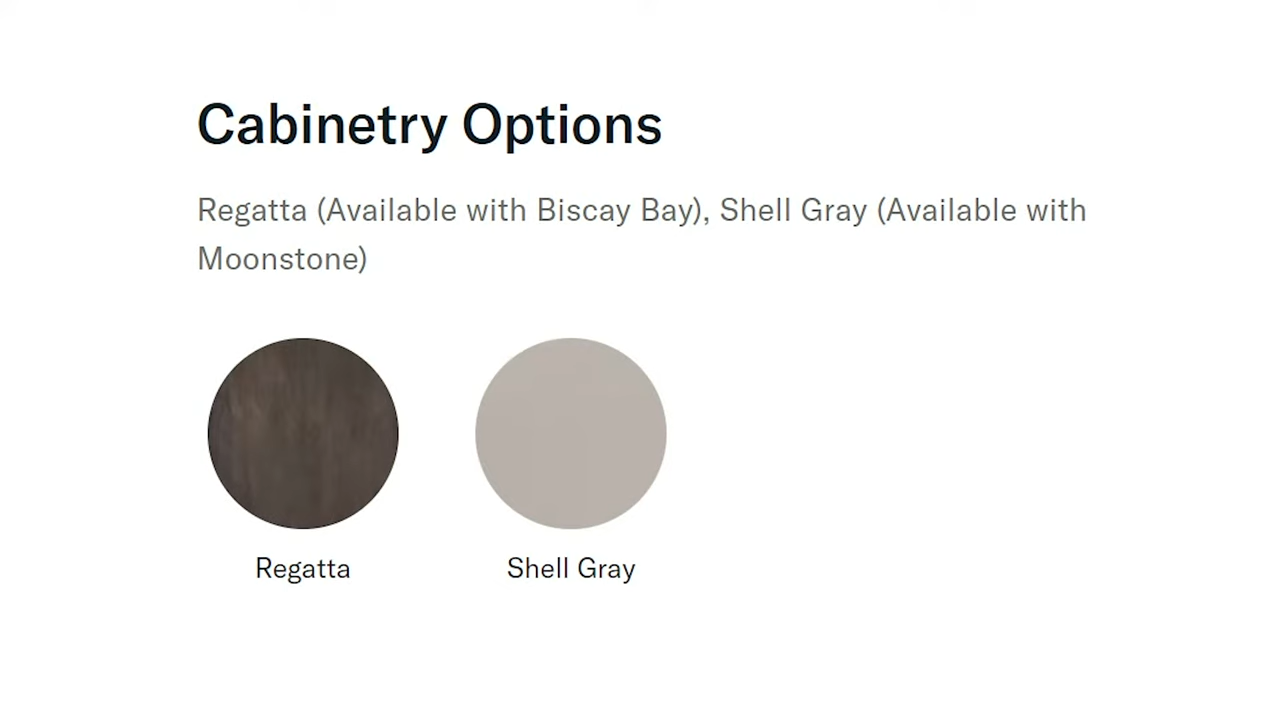 Cabinetry Options
Regatta (Available with Biscay Bay), Shell Gray (Available with
Moonstone)
Regatta
Shell Gray